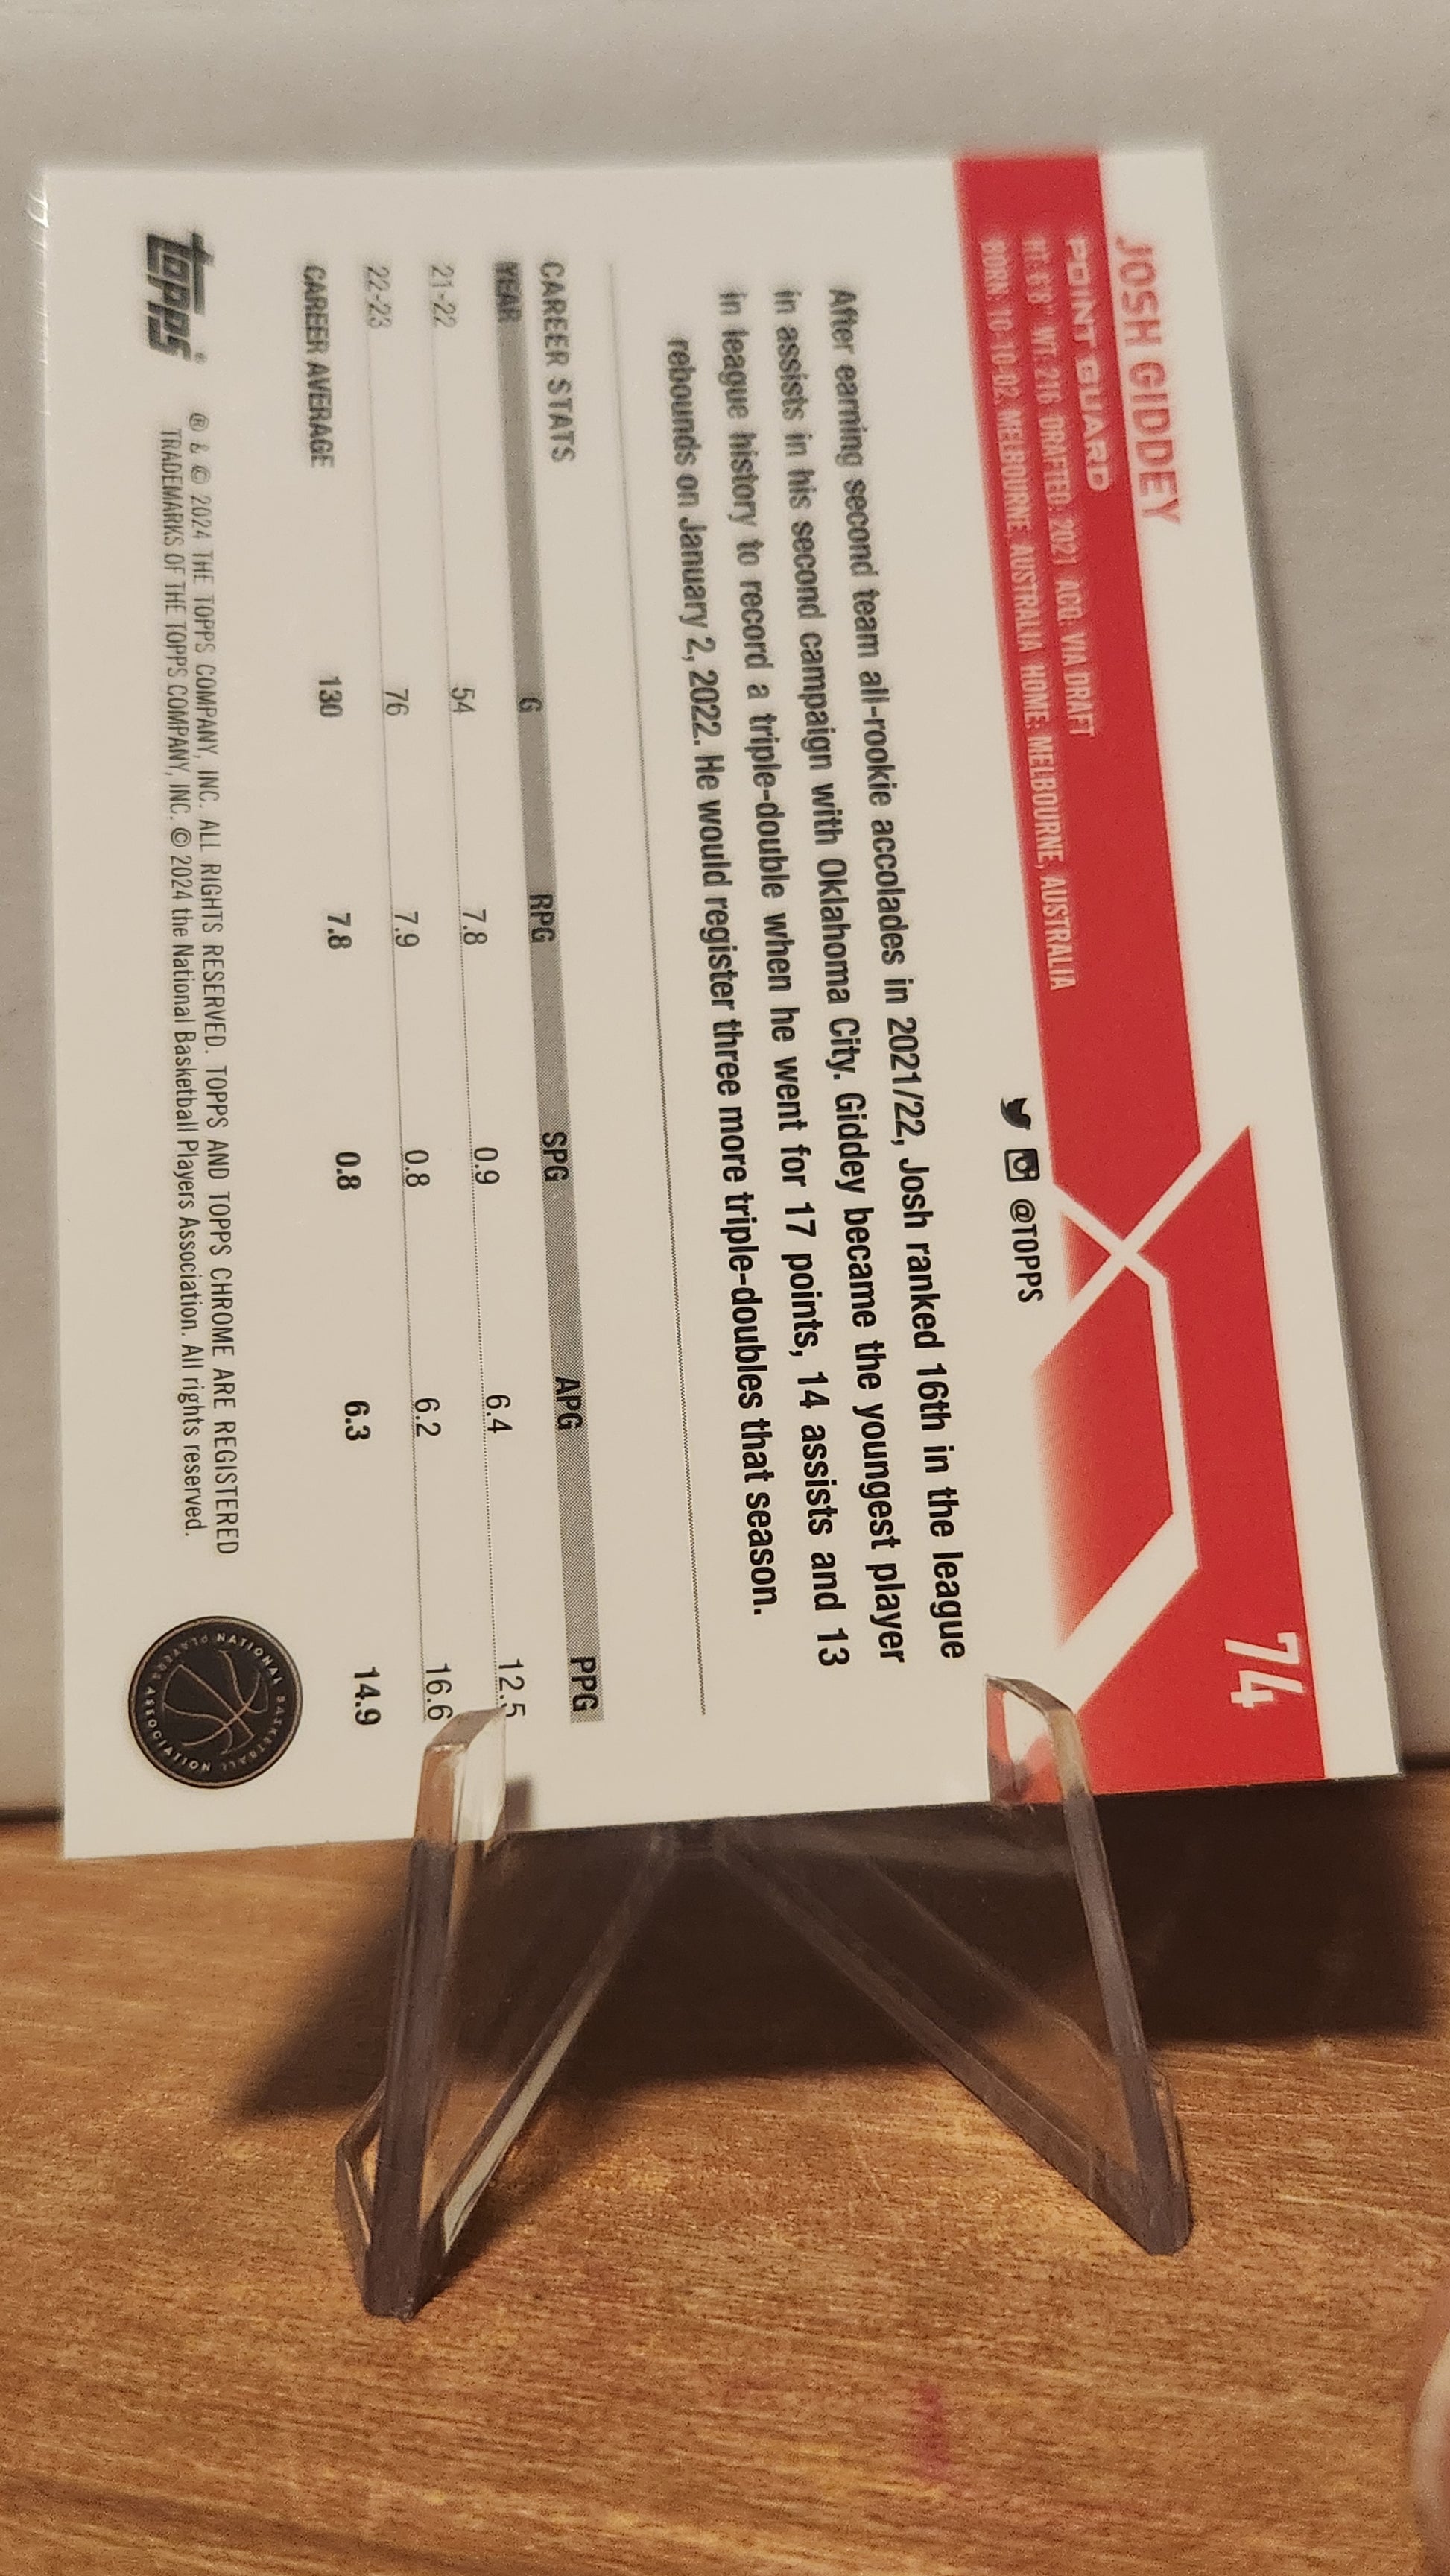 JOSH GIDDEY
74
POINT GUARD
HT: 6'8" WT: 216 DRAFTED: 2021 ACQ: VIA DRAFT
BORN: 10-10-02, MELBOURNE, AUSTRALIA HOME: MELBOURNE, AUSTRALIA
@TOPPS
After earning second team all-rookie accolades in 2021/22, Josh ranked 16th in the league
in assists in his second campaign with Oklahoma City. Giddey became the youngest player
in league history to record a triple-double when he went for 17 points, 14 assists and 13
rebounds on January 2, 2022. He would register three more triple-doubles that season.
CAREER STATS
YEAR G RPG SPG APG PPG
21-22 54 7.8 0.9 6.4 12.5
22-23 76 7.9 0.8 6.2 16.6
CAREER AVERAGE 130 7.8 0.8 6.3 14.9
topps®
® & © 2024 THE TOPPS COMPANY, INC. ALL RIGHTS RESERVED. TOPPS AND TOPPS CHROME ARE REGISTERED
TRADEMARKS OF THE TOPPS COMPANY, INC. © 2024 the National Basketball Players Association. All rights reserved.
NATIONAL BASKETBALL PLAYERS ASSOCIATION